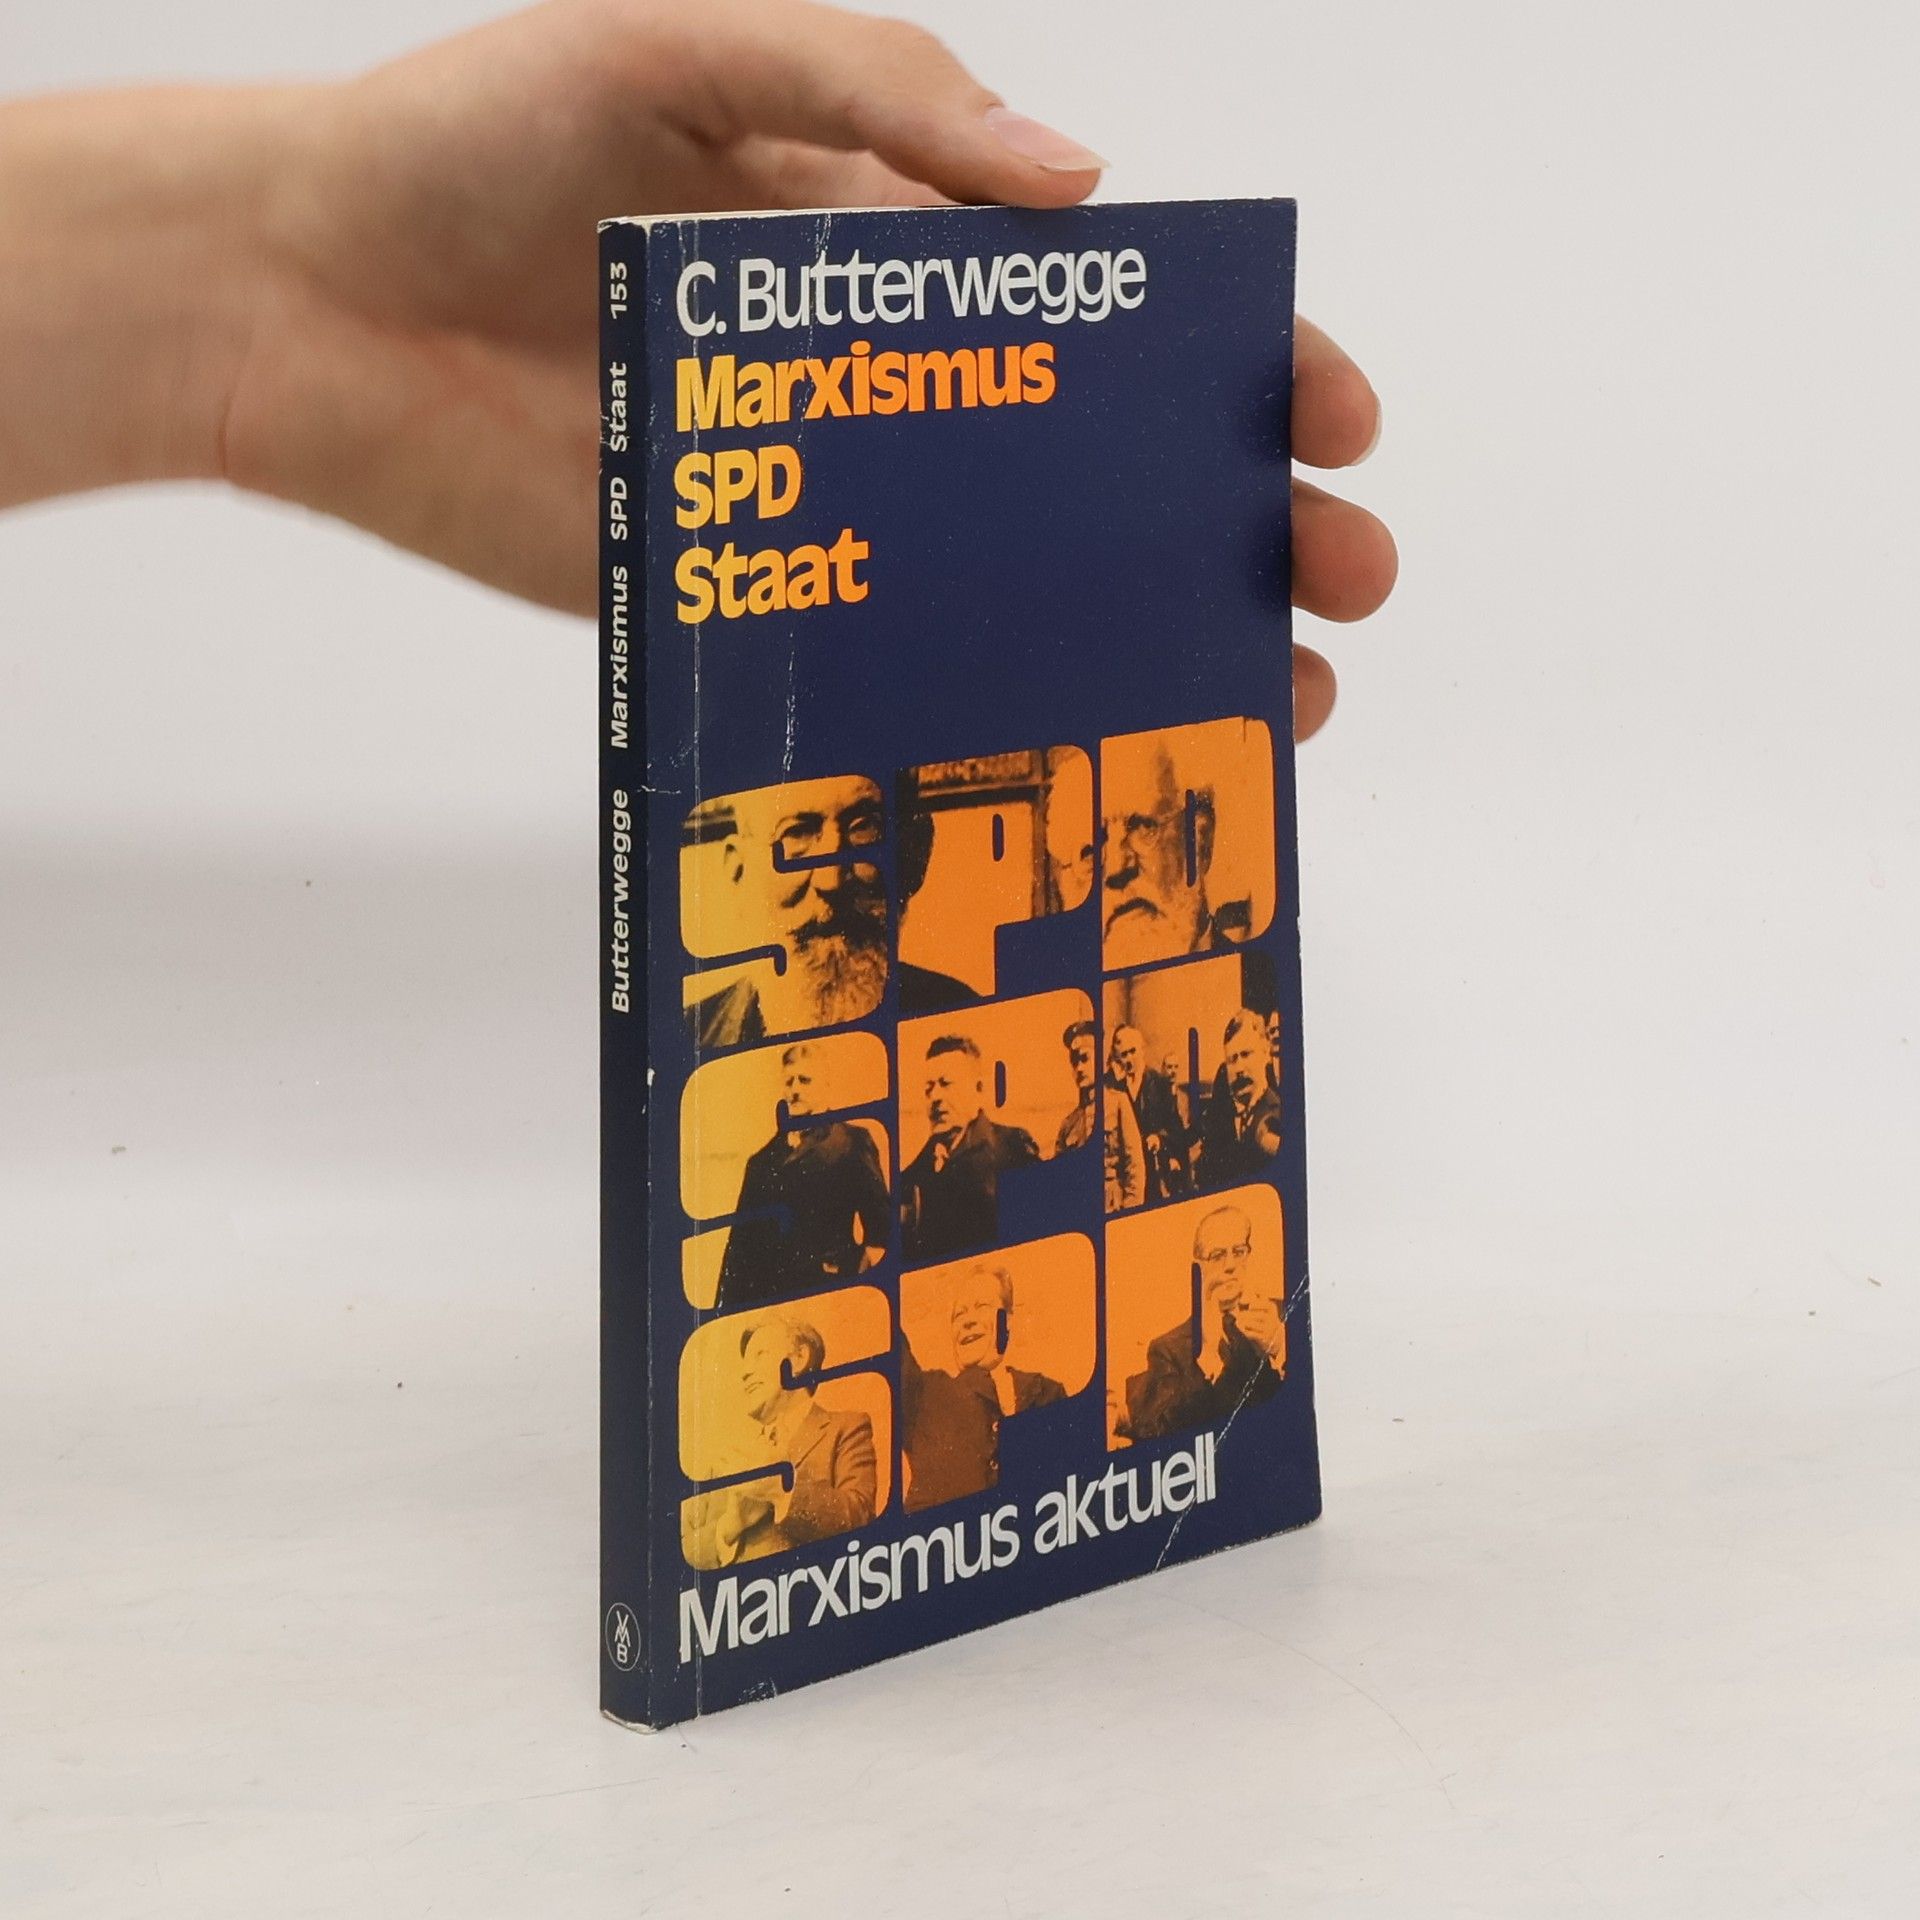 C. Butterwegge
Marxismus
SPD
Staat
SPD
SPD
SPD
Marxismus aktuell
Butterwegge Marxismus SPD Staat 153
VMB